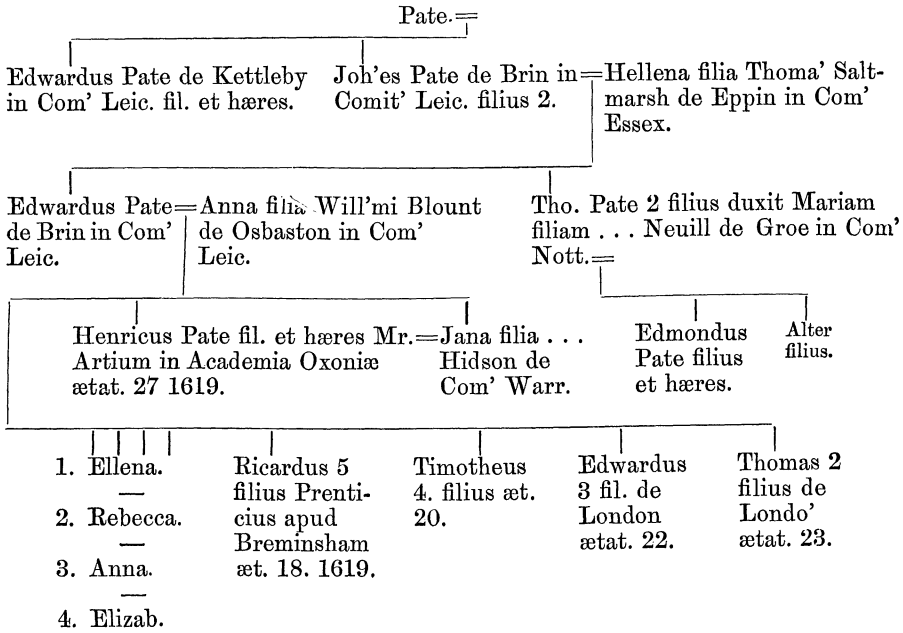 Pate.=
Edwardus Pate de Kettleby
in Com' Leic. fil. et hæres.
Joh'es Pate de Brin in=Hellena filia Thoma' Salt-
Comit' Leic. filius 2.
marsh de Eppin in Com'
Essex.
Edwardus Pate=Anna filia Will'mi Blount
de Brin in Com'
Leic.
de Osbaston in Com'
Leic.
Tho. Pate 2 filius duxit Mariam
filiam . . . Neuill de Groe in Com'
Nott.=
Henricus Pate fil. et hæres Mr.=Jana filia . . .
Artium in Academia Oxoniæ
ætat. 27 1619.
Hidson de
Com' Warr.
Edmondus
Pate filius
et hæres.
Alter
filius.
1. Ellena.
2. Rebecca.
3. Anna.
4. Elizab.
Ricardus 5
filius Prenti-
cius apud
Breminsham
æt. 18. 1619.
Timotheus
4. filius æt.
20.
Edwardus
3 fil. de
London
ætat. 22.
Thomas 2
filius de
Londo'
ætat. 23.